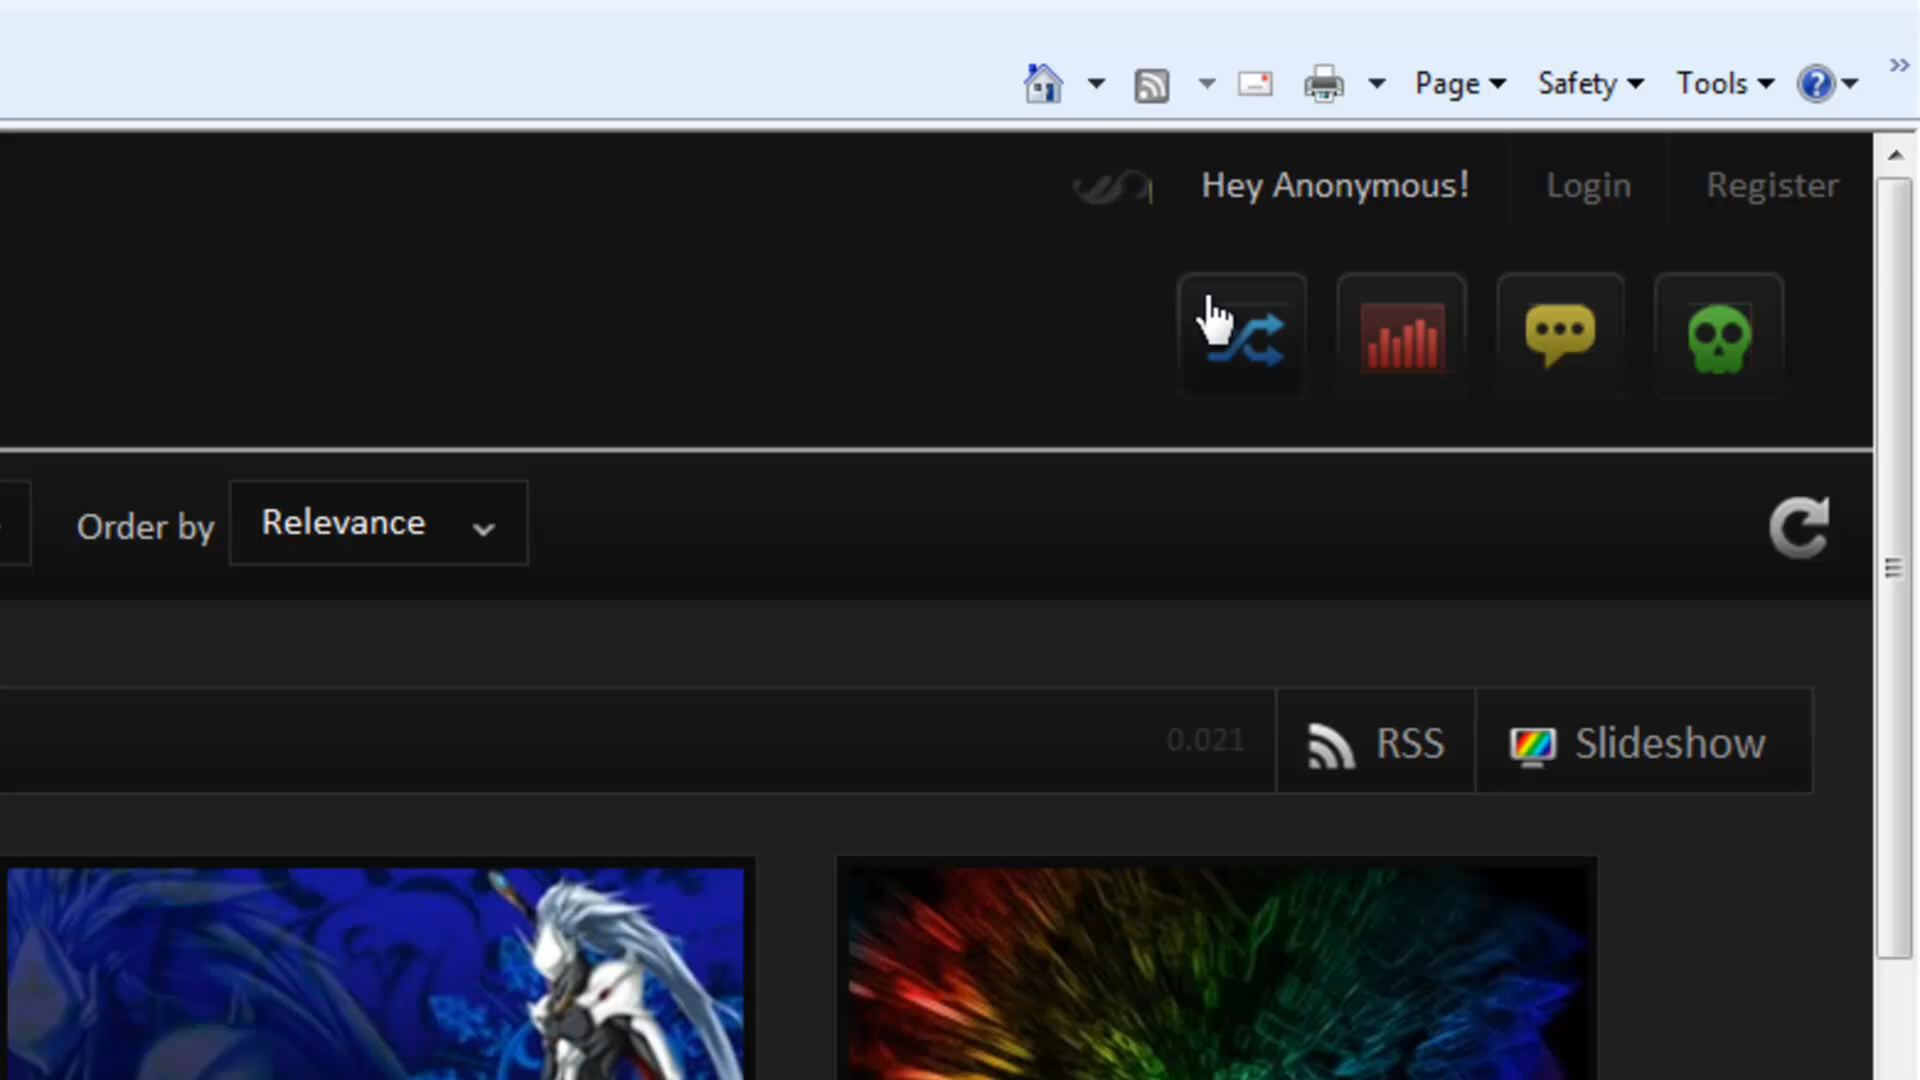 Page Safety Tools
Hey Anonymous! Login Register
Order by Relevance
0.021 RSS Slideshow